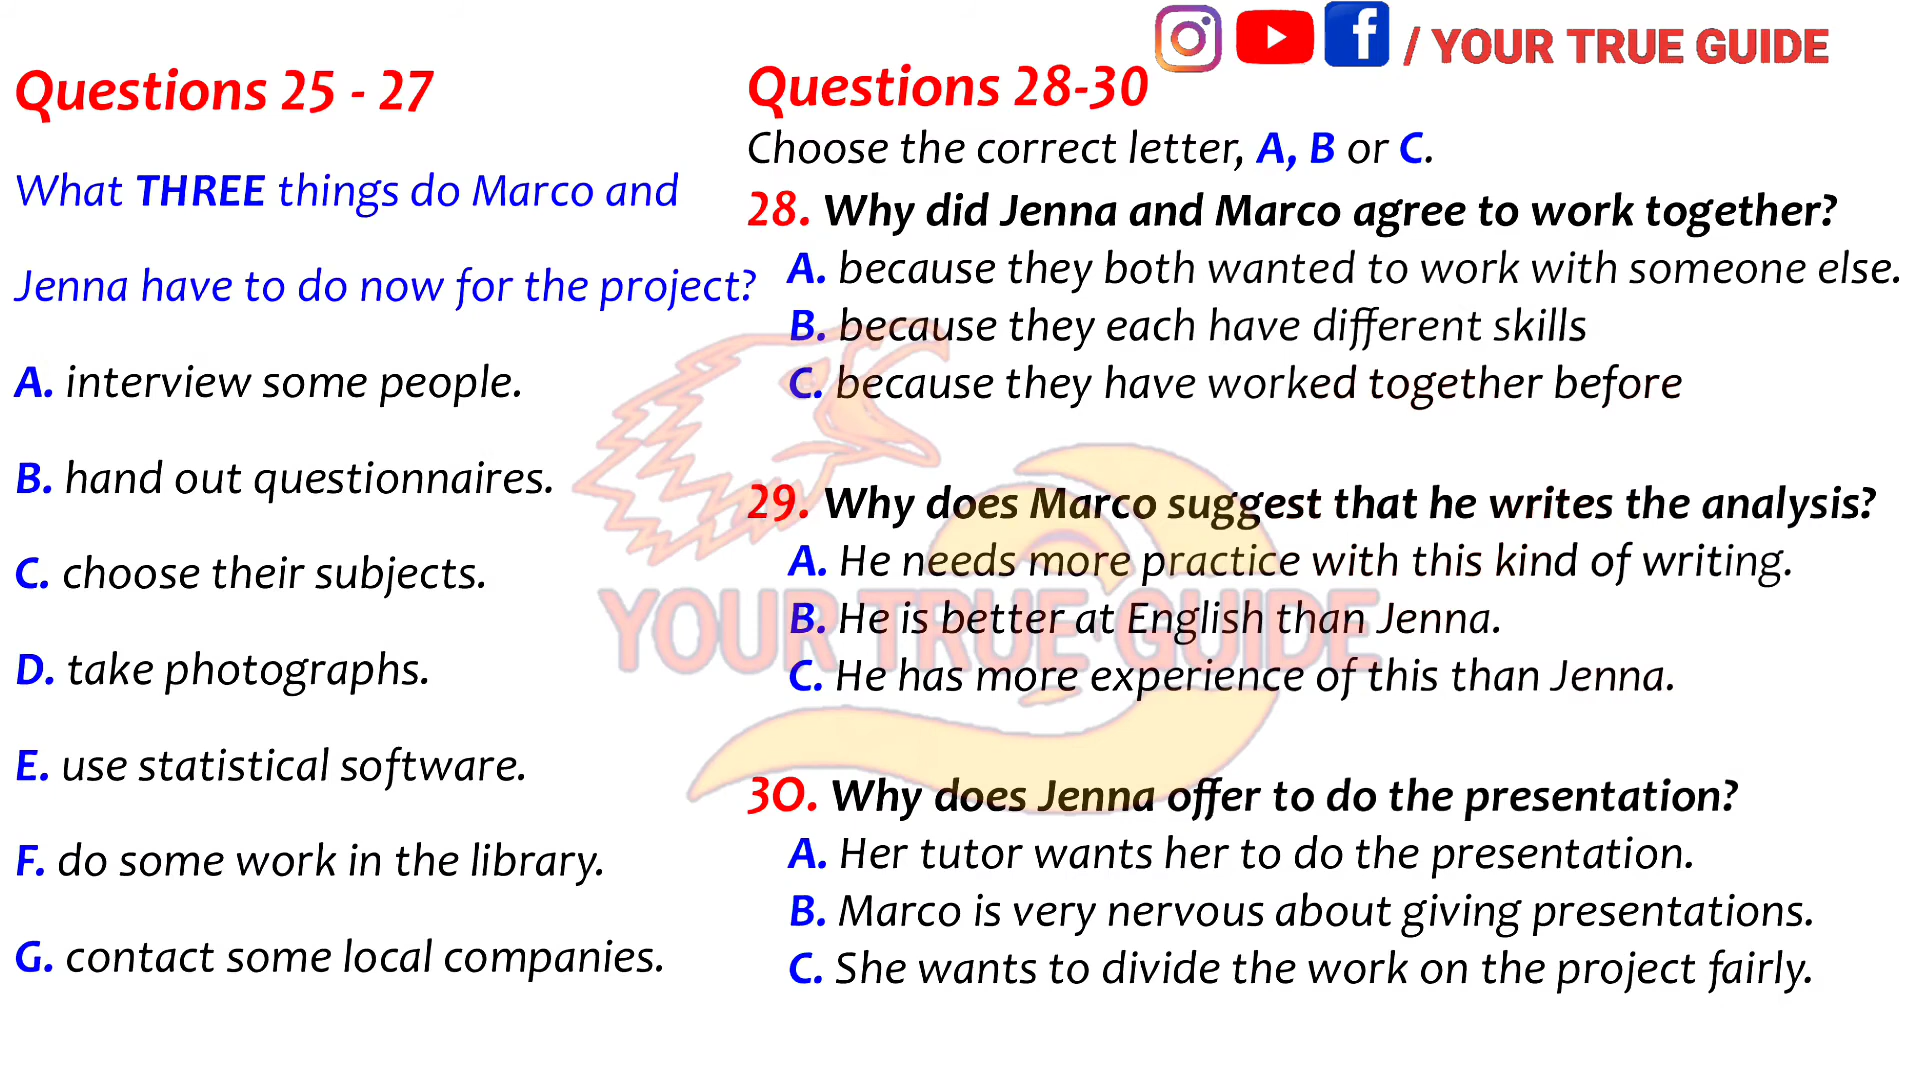 / YOUR TRUE GUIDE
Questions 25 - 27
What THREE things do Marco and
Jenna have to do now for the project?
A. interview some people.
B. hand out questionnaires.
C. choose their subjects.
D. take photographs.
E. use statistical software.
F. do some work in the library.
G. contact some local companies.
Questions 28-30
Choose the correct letter, A, B or C.
28. Why did Jenna and Marco agree to work together?
A. because they both wanted to work with someone else.
B. because they each have different skills
C. because they have worked together before
29. Why does Marco suggest that he writes the analysis?
A. He needs more practice with this kind of writing.
B. He is better at English than Jenna.
C. He has more experience of this than Jenna.
30. Why does Jenna offer to do the presentation?
A. Her tutor wants her to do the presentation.
B. Marco is very nervous about giving presentations.
C. She wants to divide the work on the project fairly.
YOUR TRUE GUIDE